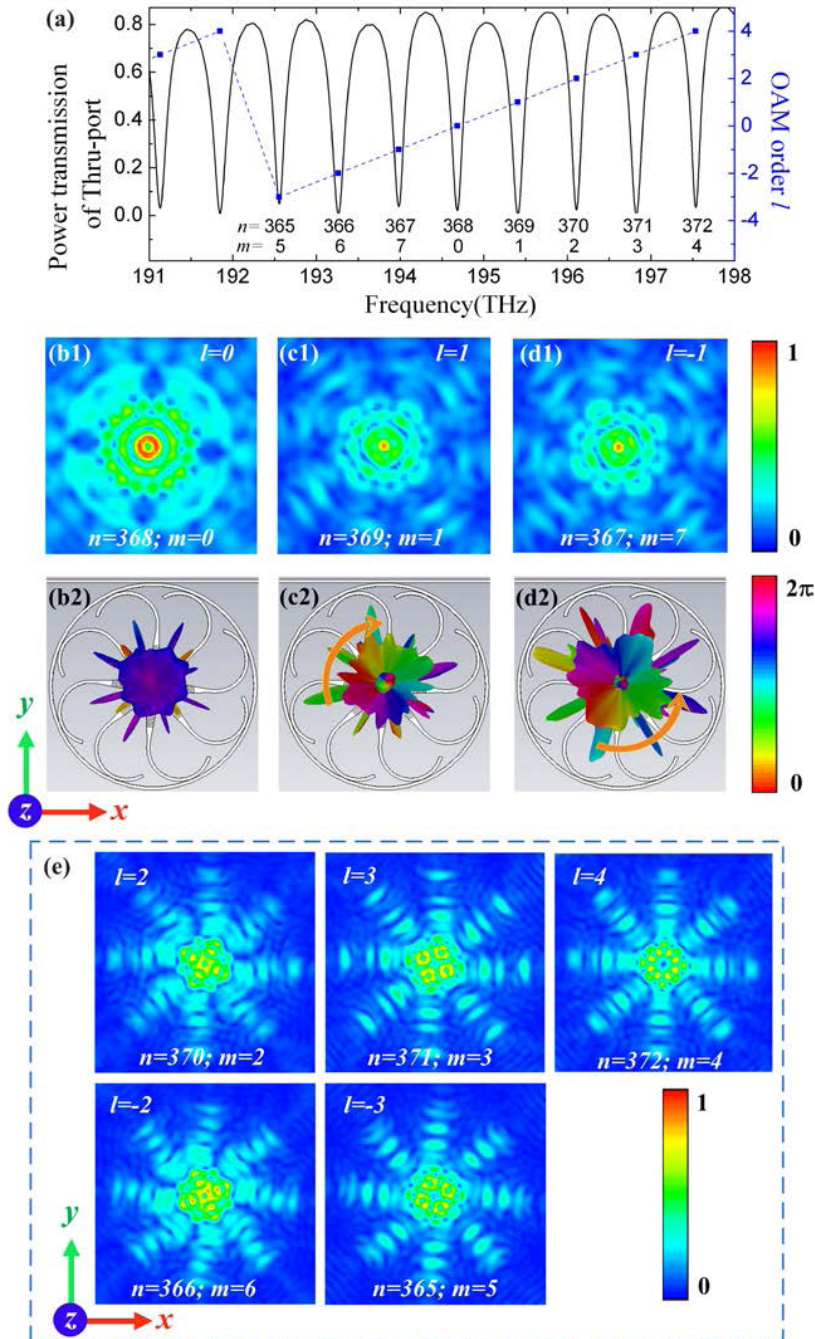 (a)
0.8
0.6
0.4
0.2
0.0
Power transmission
of Thru-port
4
2
0
-2
-4
OAM order l
n= 365 366 367 368 369 370 371 372
m= 5 6 7 0 1 2 3 4
191 192 193 194 195 196 197 198
Frequency(THz)
(b1) l=0
n=368; m=0
(c1) l=1
n=369; m=1
(d1) l=-1
n=367; m=7
1
0
(b2)
(c2)
(d2)
2π
0
y
z x
(e)
l=2
n=370; m=2
l=3
n=371; m=3
l=4
n=372; m=4
l=-2
n=366; m=6
l=-3
n=365; m=5
1
0
y
z x